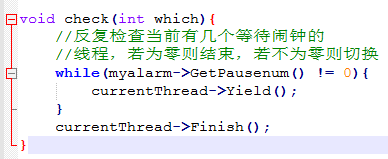 void check(int which){
//反复检查当前有几个等待闹钟的
//线程，若为零则结束，若不为零则切换
while(myalarm->GetPausenum() != 0){
currentThread->Yield();
}
currentThread->Finish();
}